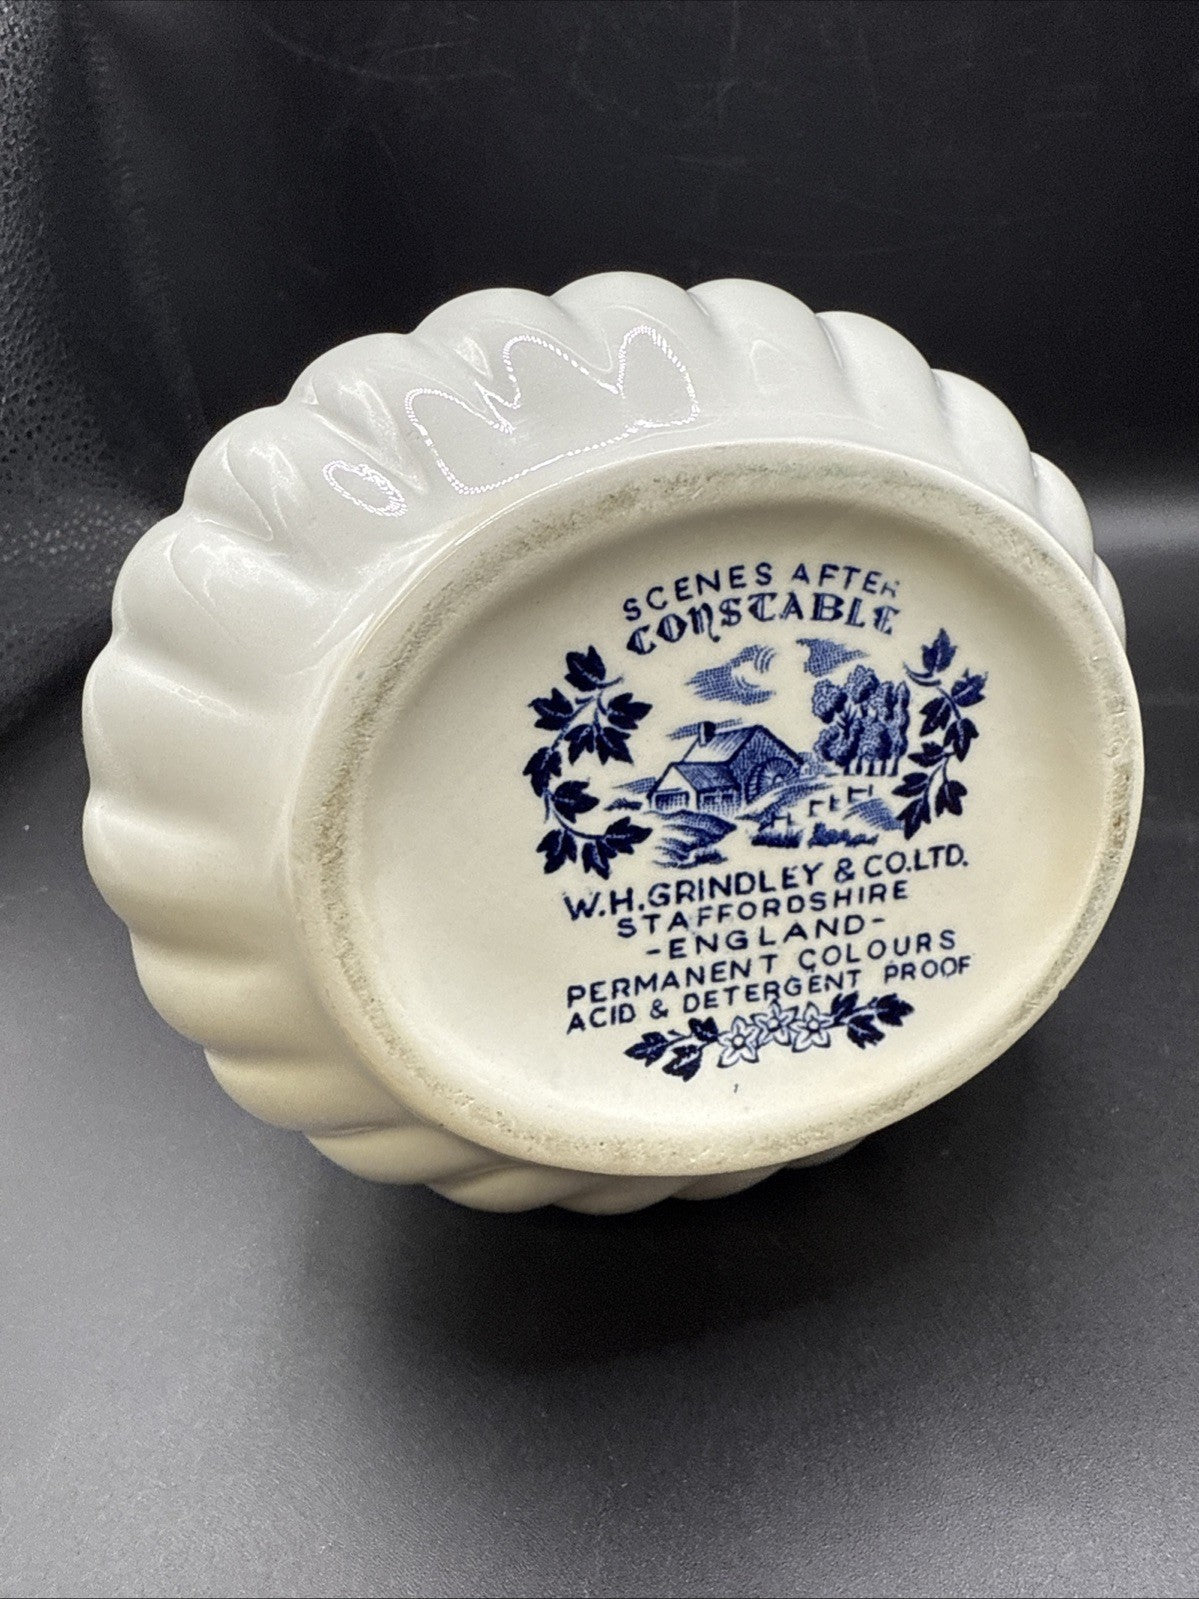 SCENES AFTER
CONSTABLE
W.H.GRINDLEY & CO.LTD.
STAFFORDSHIRE
-ENGLAND-
PERMANENT COLOURS
ACID & DETERGENT PROOF